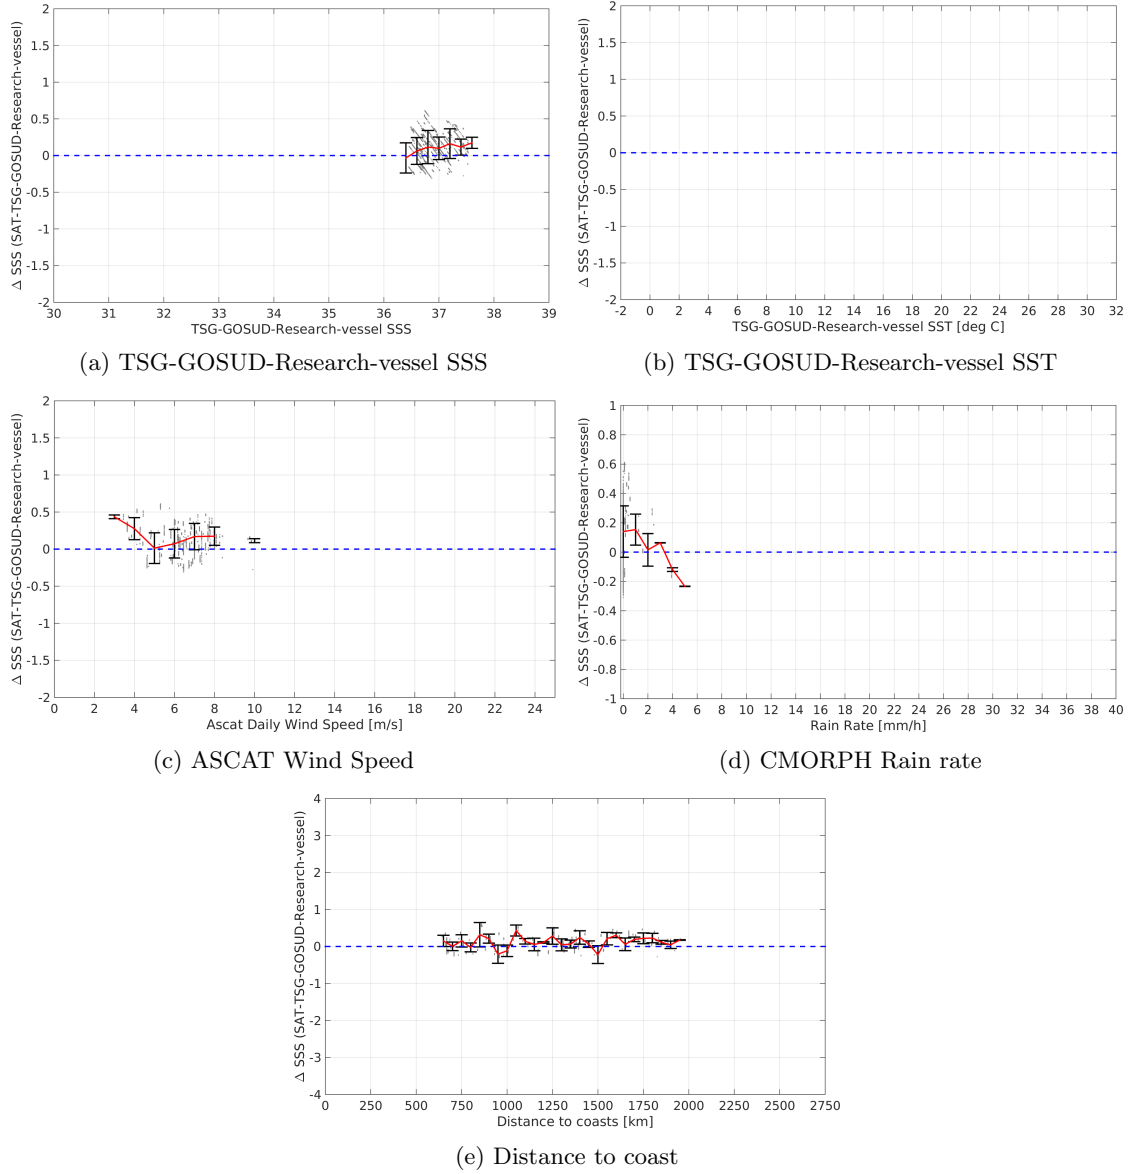 Δ SSS (SAT-TSG-GOSUD-Research-vessel)
2
1.5
1
0.5
0
-0.5
-1
-1.5
-2
30 31 32 33 34 35 36 37 38 39
TSG-GOSUD-Research-vessel SSS
(a) TSG-GOSUD-Research-vessel SSS
Δ SSS (SAT-TSG-GOSUD-Research-vessel)
2
1.5
1
0.5
0
-0.5
-1
-1.5
-2
-2 0 2 4 6 8 10 12 14 16 18 20 22 24 26 28 30 32
TSG-GOSUD-Research-vessel SST [deg C]
(b) TSG-GOSUD-Research-vessel SST
Δ SSS (SAT-TSG-GOSUD-Research-vessel)
2
1.5
1
0.5
0
-0.5
-1
-1.5
-2
0 2 4 6 8 10 12 14 16 18 20 22 24
Ascat Daily Wind Speed [m/s]
(c) ASCAT Wind Speed
Δ SSS (SAT-TSG-GOSUD-Research-vessel)
1
0.8
0.6
0.4
0.2
0
-0.2
-0.4
-0.6
-0.8
-1
0 2 4 6 8 10 12 14 16 18 20 22 24 26 28 30 32 34 36 38 40
Rain Rate [mm/h]
(d) CMORPH Rain rate
Δ SSS (SAT-TSG-GOSUD-Research-vessel)
4
3
2
1
0
-1
-2
-3
-4
0 250 500 750 1000 1250 1500 1750 2000 2250 2500 2750
Distance to coasts [km]
(e) Distance to coast